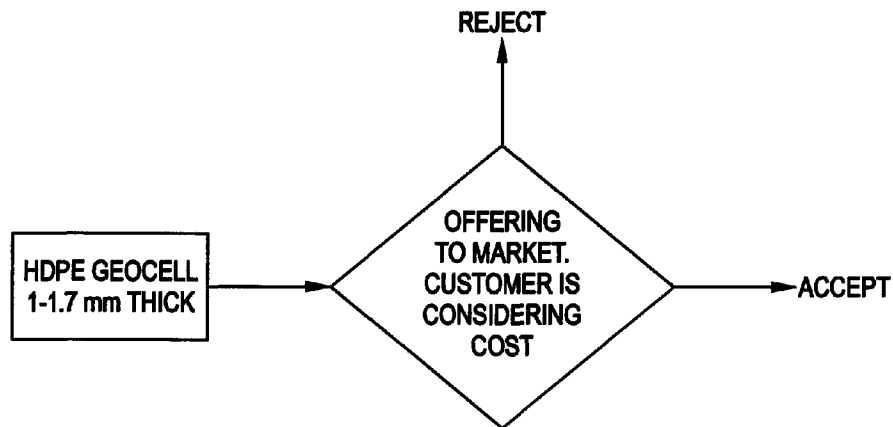 REJECT
HDPE GEOCELL
1-1.7 mm THICK
OFFERING
TO MARKET.
CUSTOMER IS
CONSIDERING
COST
ACCEPT